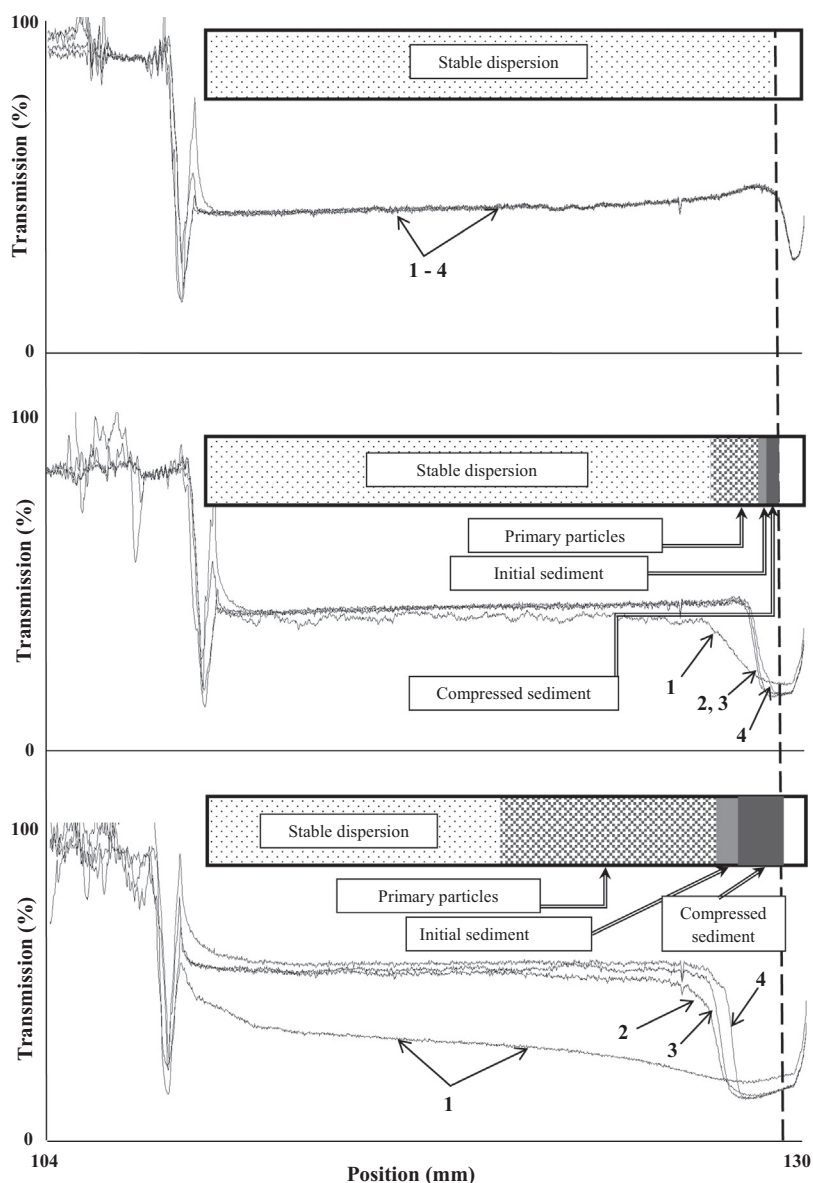 100
Transmission (%)
Stable dispersion
1 - 4
0
100
Transmission (%)
Stable dispersion
Primary particles
Initial sediment
Compressed sediment
1
2, 3
4
0
100
Transmission (%)
Stable dispersion
Primary particles
Initial sediment
Compressed
sediment
2
3
4
1
0
104
130
Position (mm)